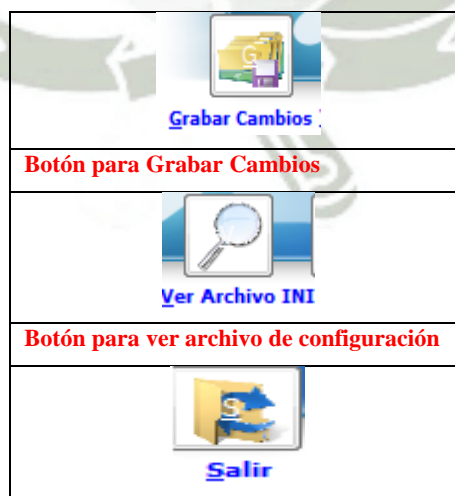 G
Grabar Cambios
Botón para Grabar Cambios
V
Ver Archivo INI
Botón para ver archivo de configuración
S
Salir